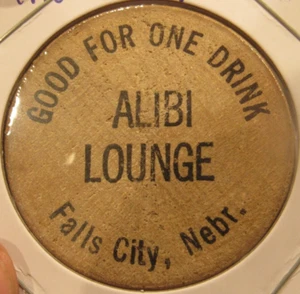 GOOD FOR ONE DRINK
ALIBI
LOUNGE
Falls City, Nebr.